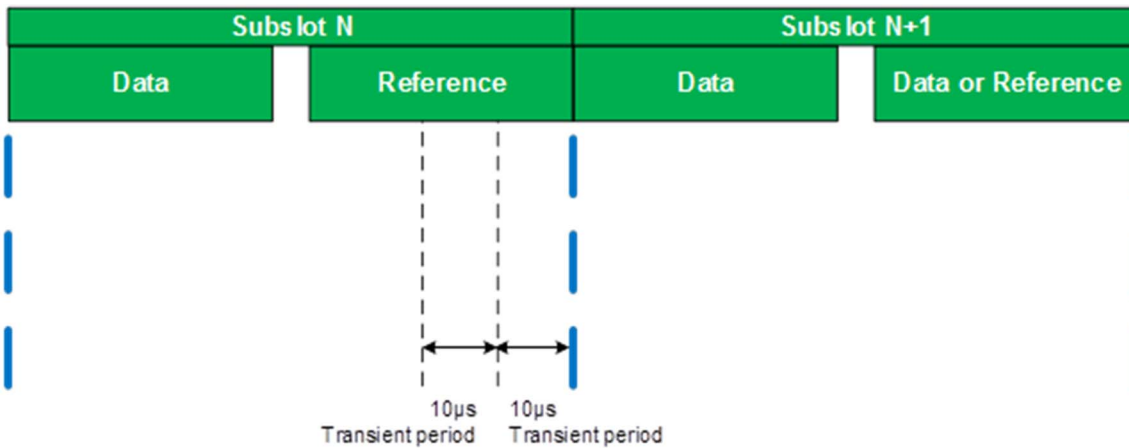 Subslot N
Subslot N+1
Data
Reference
Data
Data or Reference
10µs
Transient period
10µs
Transient period